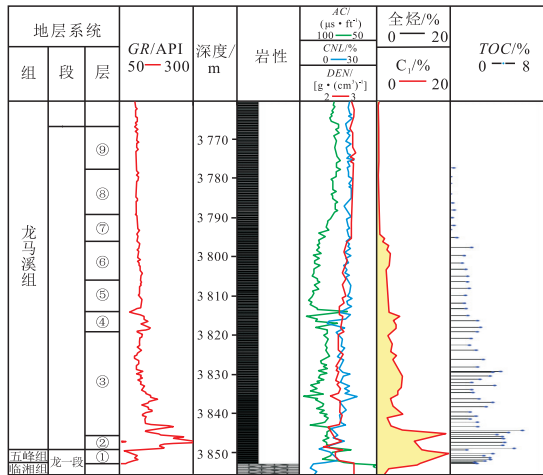 地层系统
组 段 层
GR/API
50 300
深度/
m
岩性
AC/
(μs·ft⁻¹)
100 50
CNL/%
0 30
DEN/
[g·(cm³)⁻¹]
2 3
全烃/%
0 20
C₁/%
0 20
TOC/%
0 8
龙马溪组
五峰组
临湘组
龙一段
⑨
⑧
⑦
⑥
⑤
④
③
②
①
3 770
3 780
3 790
3 800
3 810
3 820
3 830
3 840
3 850